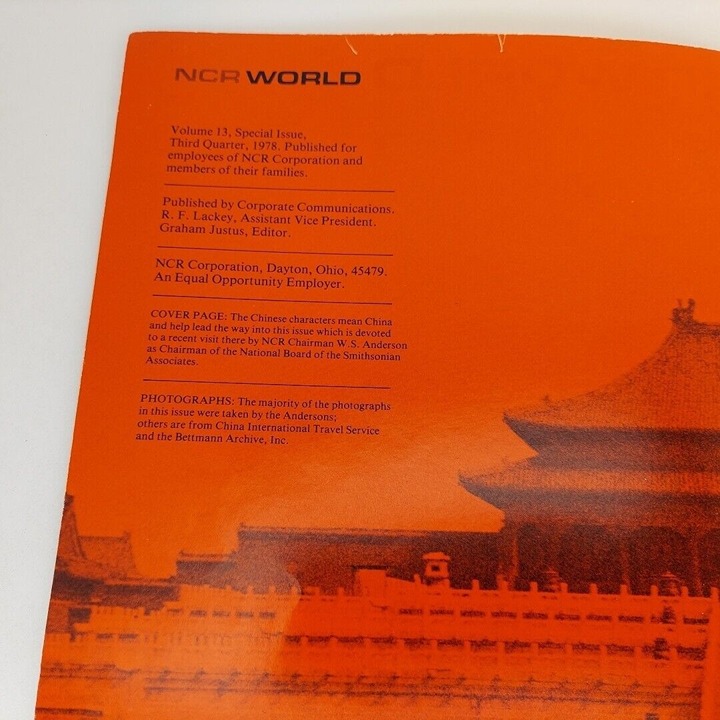 NCR WORLD
Volume 13, Special Issue,
Third Quarter, 1978. Published for
employees of NCR Corporation and
members of their families.
Published by Corporate Communications.
R. F. Lackey, Assistant Vice President.
Graham Justus, Editor.
NCR Corporation, Dayton, Ohio, 45479.
An Equal Opportunity Employer.
COVER PAGE: The Chinese characters mean China
and help lead the way into this issue which is devoted
to a recent visit there by NCR Chairman W.S. Anderson
as Chairman of the National Board of the Smithsonian
Associates.
PHOTOGRAPHS: The majority of the photographs
in this issue were taken by the Andersons;
others are from China International Travel Service
and the Bettmann Archive, Inc.